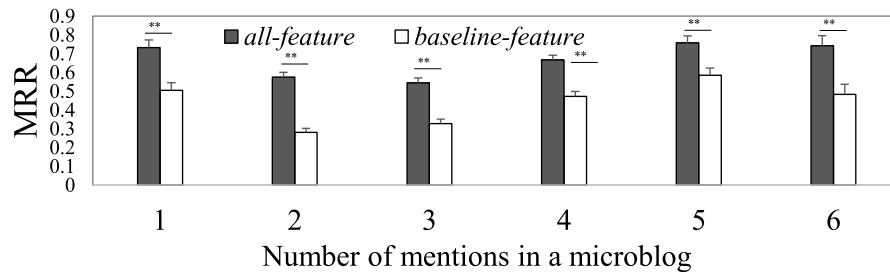 0.9
0.8
0.7
0.6
0.5
0.4
0.3
0.2
0.1
0
MRR
all-feature baseline-feature
** ** ** ** ** **
1 2 3 4 5 6
Number of mentions in a microblog